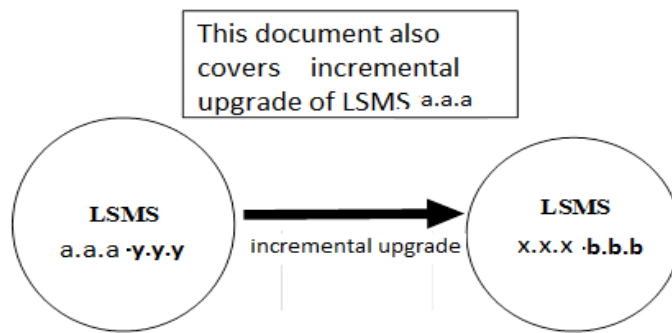 This document also
covers incremental
upgrade of LSMS a.a.a
LSMS
a.a.a -y.y.y
incremental upgrade
LSMS
x.x.x -b.b.b